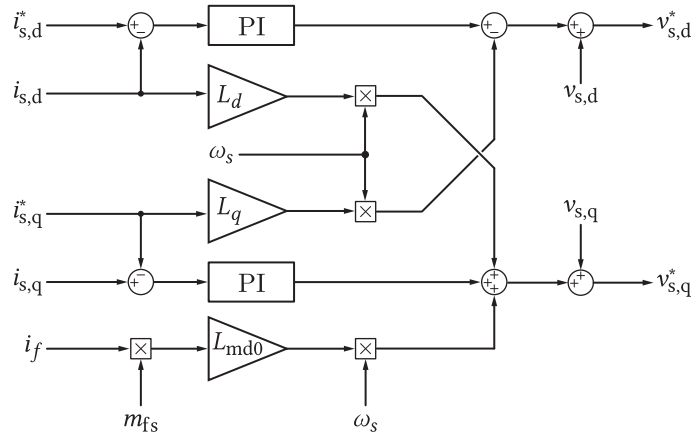 i*s,d + − PI + − + + v*s,d
is,d Ld × vs,d
ωs
i*s,q Lq × vs,q
is,q + − PI + + + + + v*s,q
if × Lmd0 ×
mfs ωs